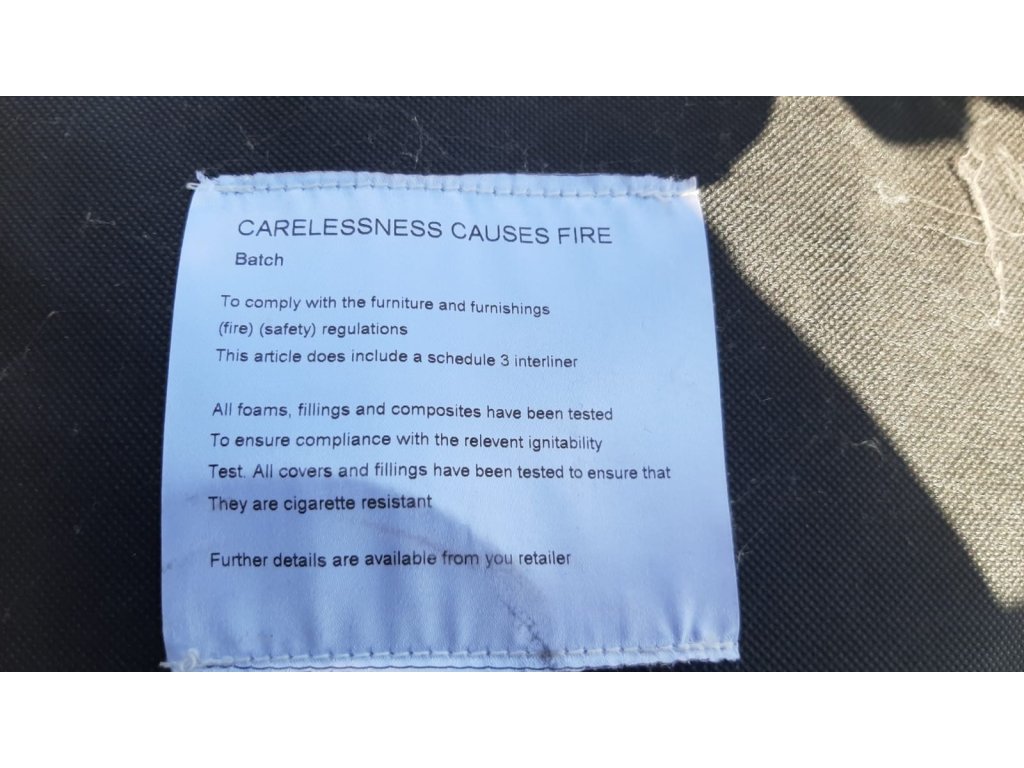 CARELESSNESS CAUSES FIRE
Batch
To comply with the furniture and furnishings
(fire) (safety) regulations
This article does include a schedule 3 interliner
All foams, fillings and composites have been tested
To ensure compliance with the relevent ignitability
Test. All covers and fillings have been tested to ensure that
They are cigarette resistant
Further details are available from you retailer